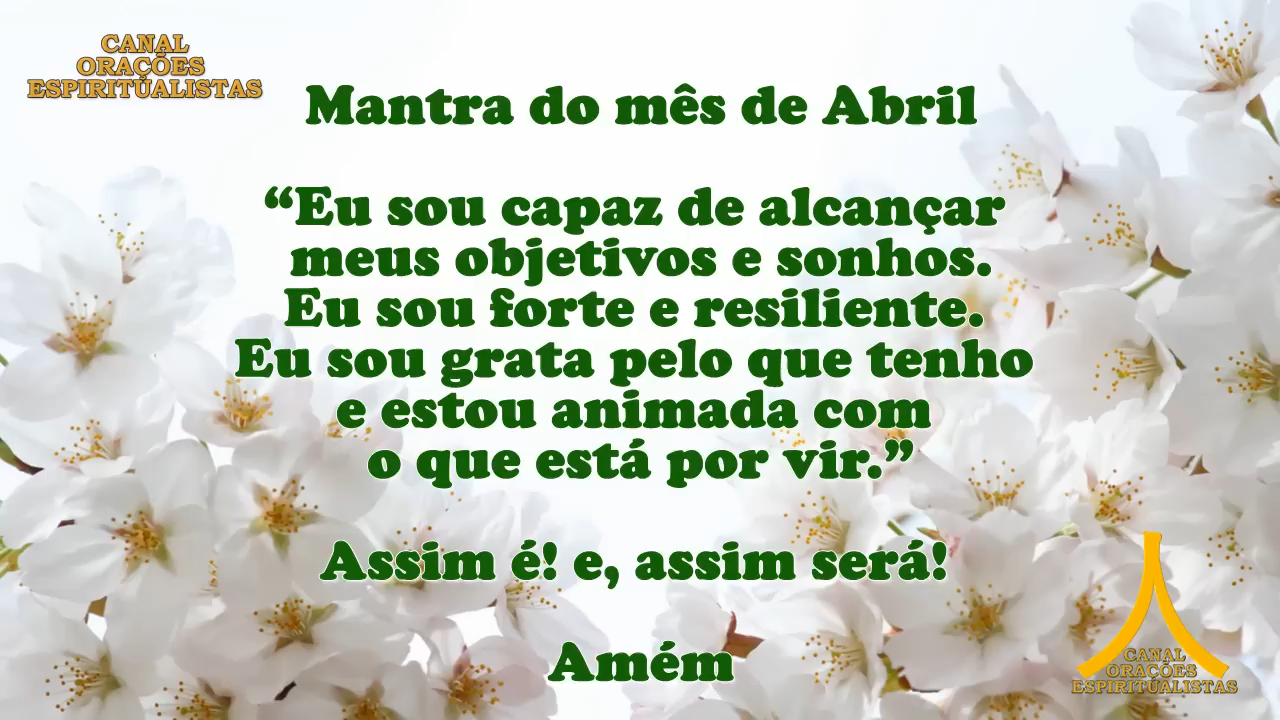 CANAL
ORAÇÕES
ESPIRITUALISTAS
Mantra do mês de Abril
“Eu sou capaz de alcançar
meus objetivos e sonhos.
Eu sou forte e resiliente.
Eu sou grata pelo que tenho
e estou animada com
o que está por vir.”
Assim é! e, assim será!
Amém
CANAL
ORAÇÕES
ESPIRITUALISTAS